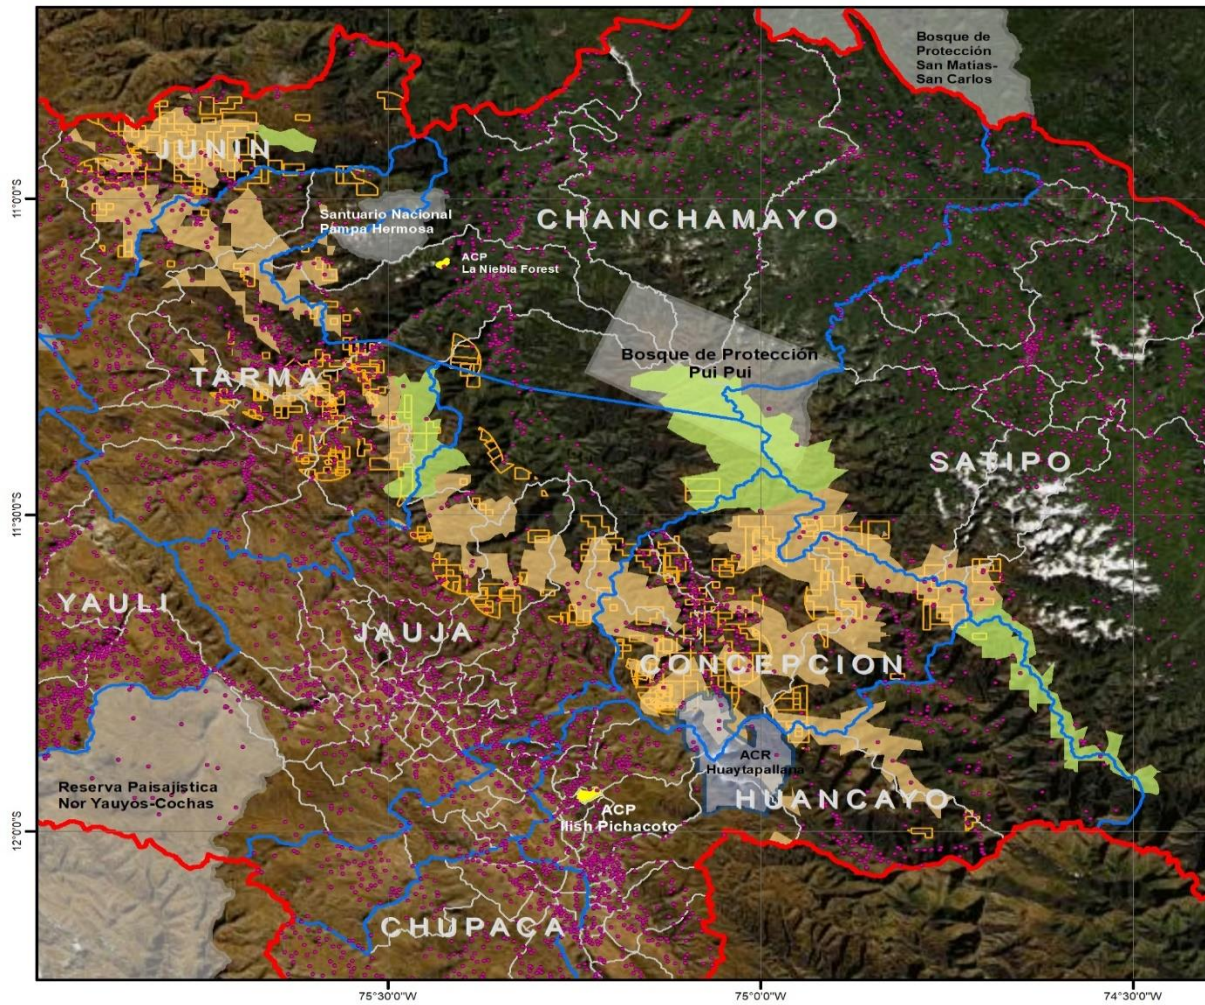 Bosque de
Protección
San Matias-
San Carlos
JUNIN
11°0'0"S
Santuario Nacional
Pampa Hermosa
CHANCHAMAYO
ACP
La Niebla Forest
Bosque de Protección
Pui Pui
TARMA
SATIPO
11°30'0"S
YAULI
JAUJA
CONCEPCION
ACR
Huaytapallana
Reserva Paisajística
Nor Yauyos-Cochas
HUANCAYO
ACP
Ilish Pichacoto
12°0'0"S
CHUPACA
75°30'0"W
75°0'0"W
74°30'0"W